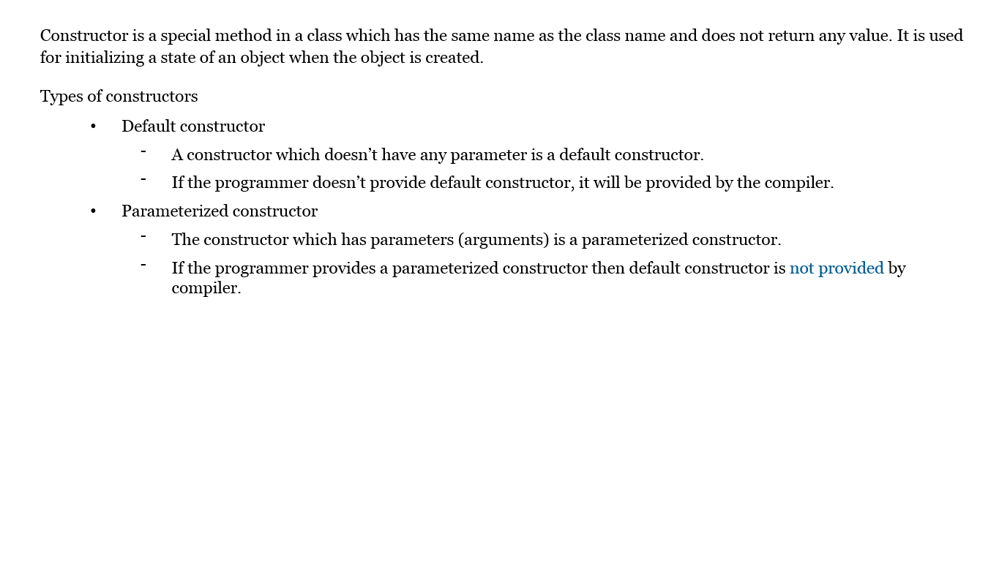 Constructor is a special method in a class which has the same name as the class name and does not return any value. It is used
for initializing a state of an object when the object is created.
Types of constructors
• Default constructor
- A constructor which doesn’t have any parameter is a default constructor.
- If the programmer doesn’t provide default constructor, it will be provided by the compiler.
• Parameterized constructor
- The constructor which has parameters (arguments) is a parameterized constructor.
- If the programmer provides a parameterized constructor then default constructor is not provided by
compiler.